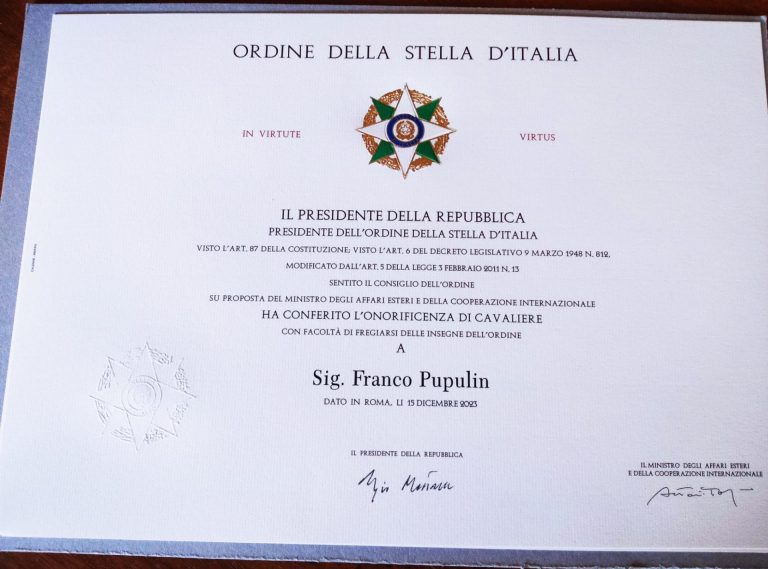 ORDINE DELLA STELLA D'ITALIA
IN VIRTUTE
VIRTUS
IL PRESIDENTE DELLA REPUBBLICA
PRESIDENTE DELL'ORDINE DELLA STELLA D'ITALIA
VISTO L'ART. 87 DELLA COSTITUZIONE; VISTO L'ART. 6 DEL DECRETO LEGISLATIVO 9 MARZO 1948 N. 812,
MODIFICATO DALL'ART. 5 DELLA LEGGE 3 FEBBRAIO 2011 N. 13
SENTITO IL CONSIGLIO DELL'ORDINE
SU PROPOSTA DEL MINISTRO DEGLI AFFARI ESTERI E DELLA COOPERAZIONE INTERNAZIONALE
HA CONFERITO L'ONORIFICENZA DI CAVALIERE
CON FACOLTÀ DI FREGIARSI DELLE INSEGNE DELL'ORDINE
A
Sig. Franco Pupulin
DATO IN ROMA, LI 15 DICEMBRE 2023
IL PRESIDENTE DELLA REPUBBLICA
IL MINISTRO DEGLI AFFARI ESTERI
E DELLA COOPERAZIONE INTERNAZIONALE